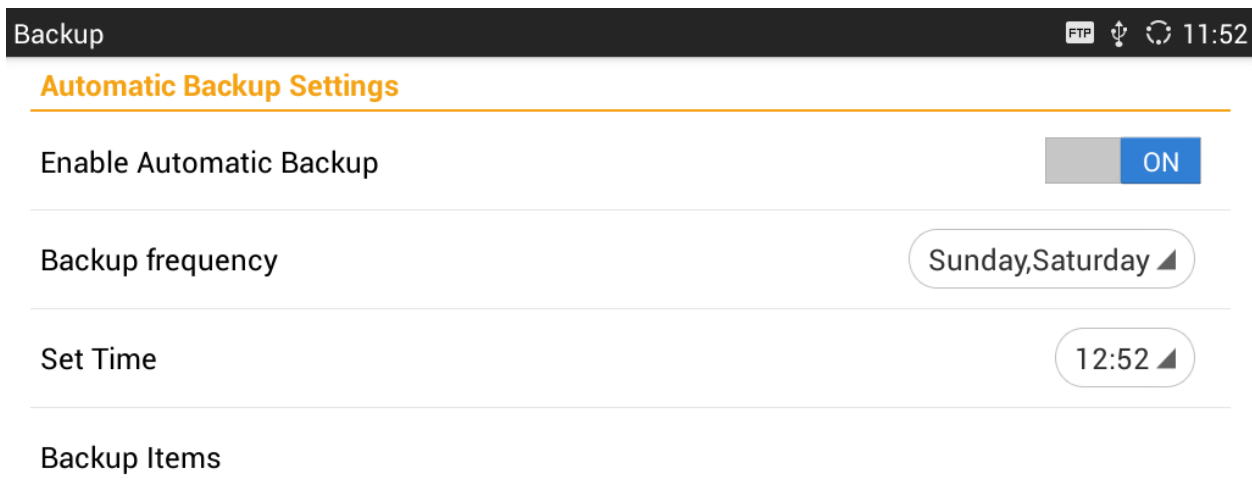 Backup FTP 11:52
Automatic Backup Settings
Enable Automatic Backup ON
Backup frequency Sunday,Saturday
Set Time 12:52
Backup Items